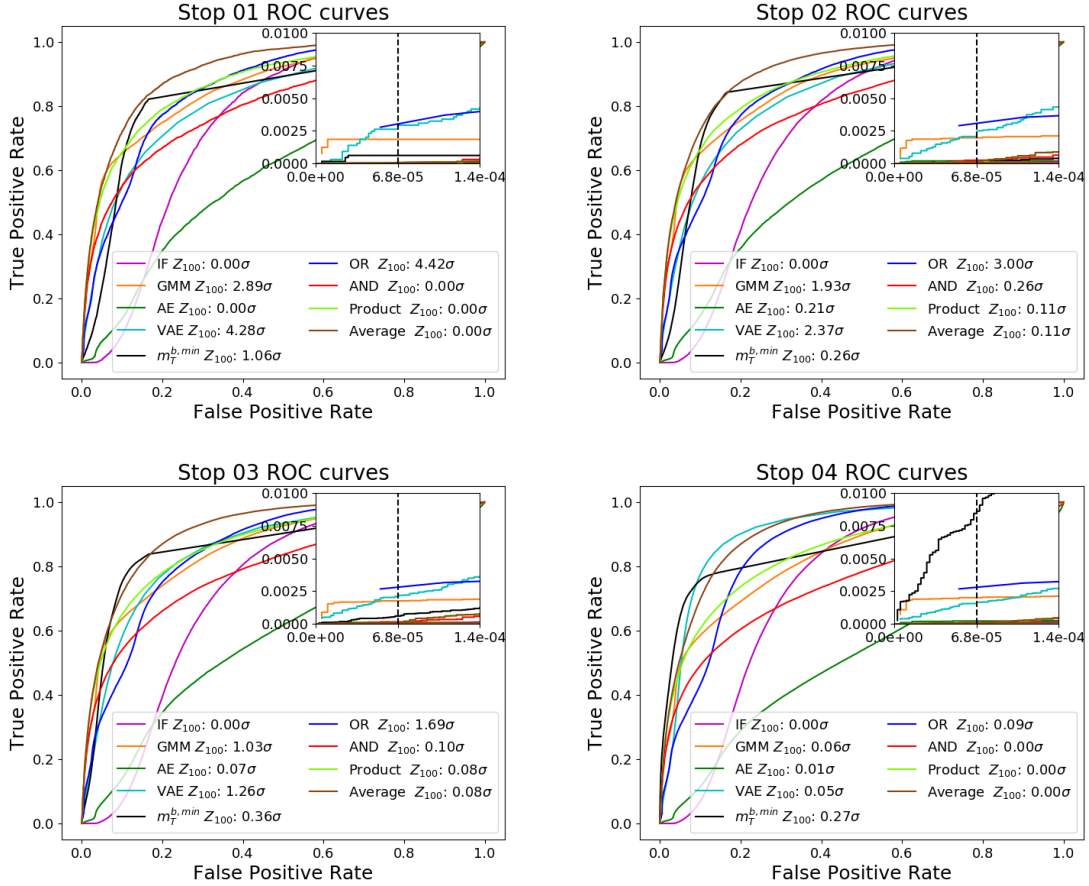 Stop 01 ROC curves
True Positive Rate
1.0
0.8
0.6
0.4
0.2
0.0
0.0100
0.0075
0.0050
0.0025
0.0000
0.0e+00
6.8e-05
1.4e-04
IF Z100: 0.00σ
GMM Z100: 2.89σ
AE Z100: 0.00σ
VAE Z100: 4.28σ
m_T^{b,min} Z100: 1.06σ
OR Z100: 4.42σ
AND Z100: 0.00σ
Product Z100: 0.00σ
Average Z100: 0.00σ
0.0 0.2 0.4 0.6 0.8 1.0
False Positive Rate
Stop 02 ROC curves
True Positive Rate
1.0
0.8
0.6
0.4
0.2
0.0
0.0100
0.0075
0.0050
0.0025
0.0000
0.0e+00
6.8e-05
1.4e-04
IF Z100: 0.00σ
GMM Z100: 1.93σ
AE Z100: 0.21σ
VAE Z100: 2.37σ
m_T^{b,min} Z100: 0.26σ
OR Z100: 3.00σ
AND Z100: 0.26σ
Product Z100: 0.11σ
Average Z100: 0.11σ
0.0 0.2 0.4 0.6 0.8 1.0
False Positive Rate
Stop 03 ROC curves
True Positive Rate
1.0
0.8
0.6
0.4
0.2
0.0
0.0100
0.0075
0.0050
0.0025
0.0000
0.0e+00
6.8e-05
1.4e-04
IF Z100: 0.00σ
GMM Z100: 1.03σ
AE Z100: 0.07σ
VAE Z100: 1.26σ
m_T^{b,min} Z100: 0.36σ
OR Z100: 1.69σ
AND Z100: 0.10σ
Product Z100: 0.08σ
Average Z100: 0.08σ
0.0 0.2 0.4 0.6 0.8 1.0
False Positive Rate
Stop 04 ROC curves
True Positive Rate
1.0
0.8
0.6
0.4
0.2
0.0
0.0100
0.0075
0.0050
0.0025
0.0000
0.0e+00
6.8e-05
1.4e-04
IF Z100: 0.00σ
GMM Z100: 0.06σ
AE Z100: 0.01σ
VAE Z100: 0.05σ
m_T^{b,min} Z100: 0.27σ
OR Z100: 0.09σ
AND Z100: 0.00σ
Product Z100: 0.00σ
Average Z100: 0.00σ
0.0 0.2 0.4 0.6 0.8 1.0
False Positive Rate